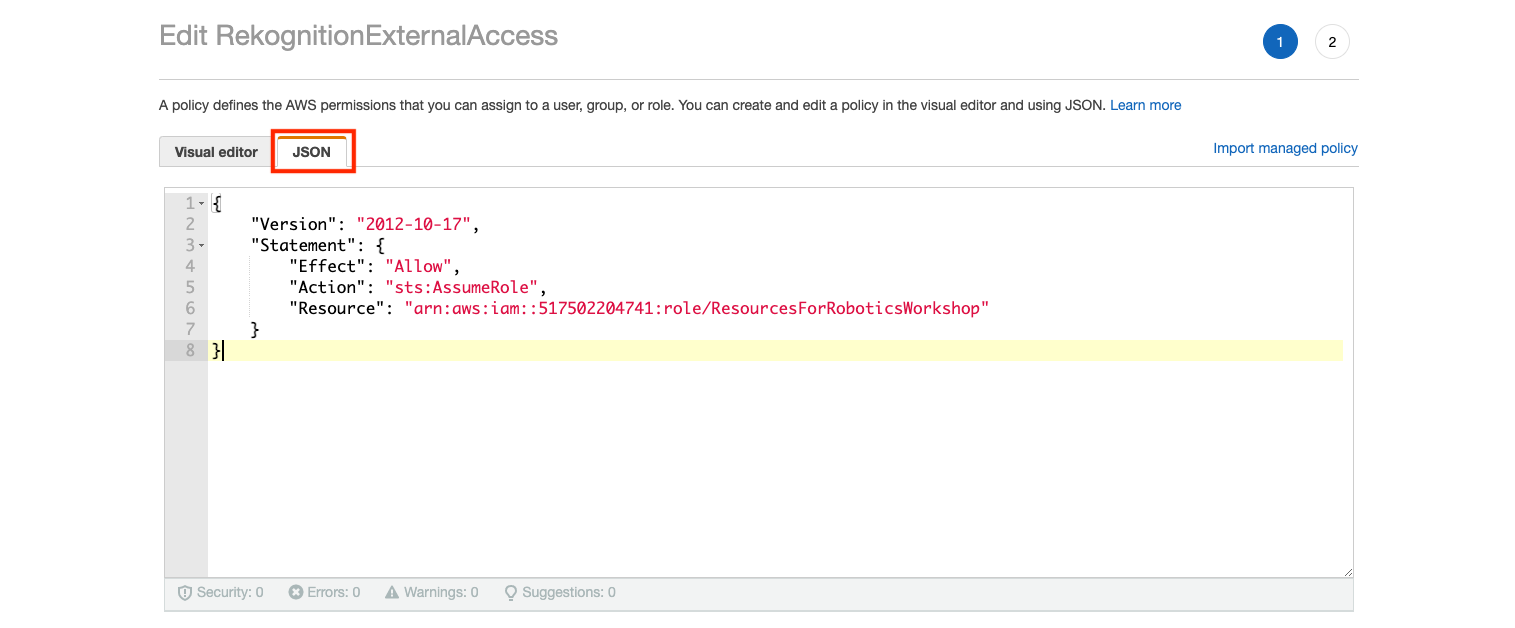 Edit RekognitionExternalAccess
1 2
A policy defines the AWS permissions that you can assign to a user, group, or role. You can create and edit a policy in the visual editor and using JSON. Learn more
Visual editor JSON Import managed policy
1 {
2 "Version": "2012-10-17",
3 "Statement": {
4 "Effect": "Allow",
5 "Action": "sts:AssumeRole",
6 "Resource": "arn:aws:iam::517502204741:role/ResourcesForRoboticsWorkshop"
7 }
8 }
Security: 0 Errors: 0 Warnings: 0 Suggestions: 0